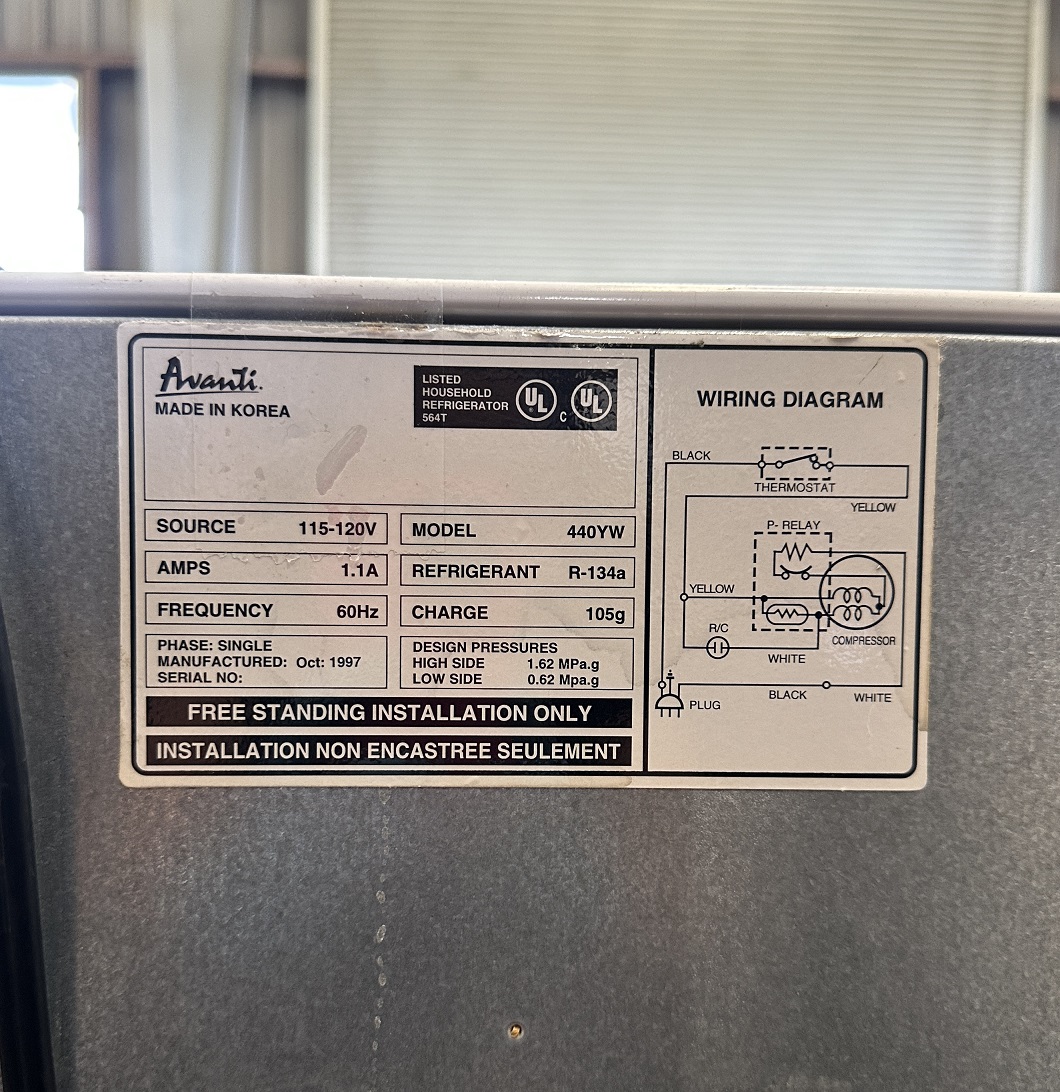 Avanti.
MADE IN KOREA
LISTED
HOUSEHOLD
REFRIGERATOR
564T
UL
C UL
SOURCE 115-120V
MODEL 440YW
AMPS 1.1A
REFRIGERANT R-134a
FREQUENCY 60Hz
CHARGE 105g
PHASE: SINGLE
MANUFACTURED: Oct: 1997
SERIAL NO:
DESIGN PRESSURES
HIGH SIDE 1.62 MPa.g
LOW SIDE 0.62 Mpa.g
FREE STANDING INSTALLATION ONLY
INSTALLATION NON ENCASTREE SEULEMENT
WIRING DIAGRAM
BLACK
THERMOSTAT
YELLOW
P- RELAY
YELLOW
R/C
COMPRESSOR
WHITE
BLACK
WHITE
PLUG